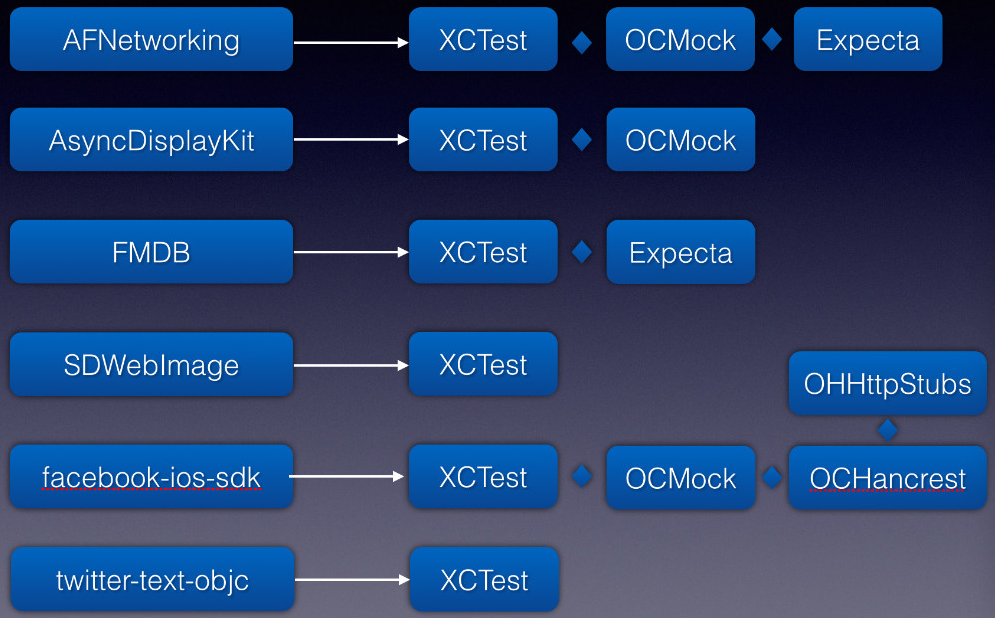 AFNetworking XCTest OCMock Expecta
AsyncDisplayKit XCTest OCMock
FMDB XCTest Expecta
SDWebImage XCTest
OHHttpStubs
facebook-ios-sdk XCTest OCMock OCHancrest
twitter-text-objc XCTest